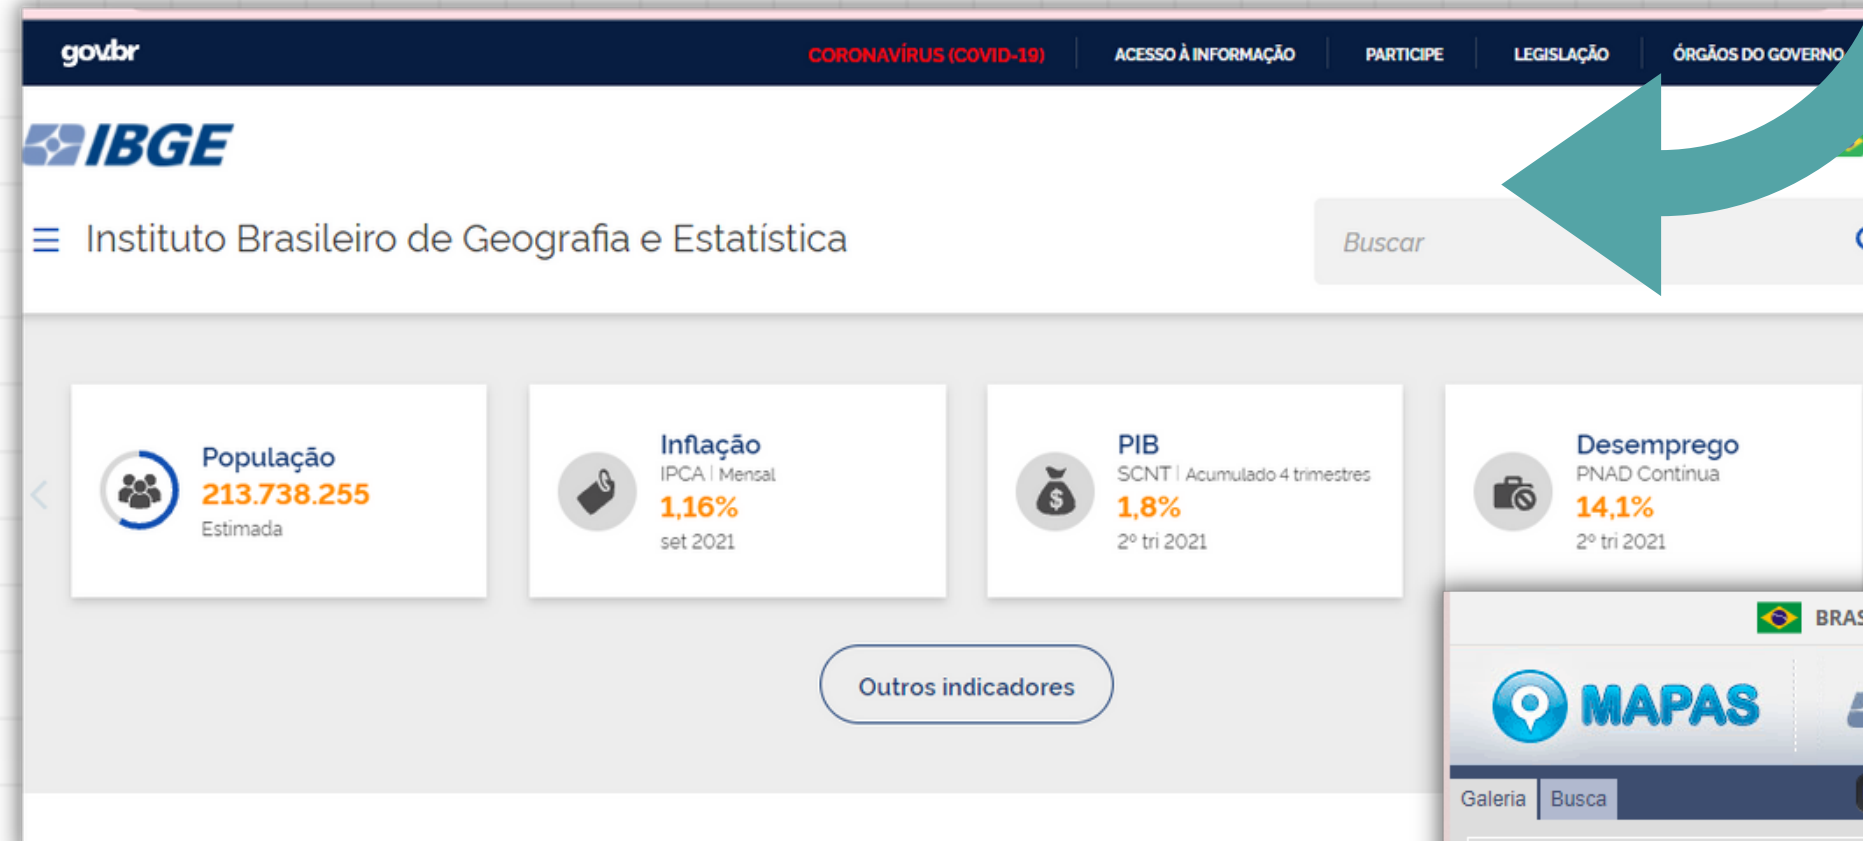 gov.br
CORONAVÍRUS (COVID-19)
ACESSO À INFORMAÇÃO
PARTICIPE
LEGISLAÇÃO
ÓRGÃOS DO GOVERNO
IBGE
Instituto Brasileiro de Geografia e Estatística
Buscar
População
213.738.255
Estimada
Inflação
IPCA | Mensal
1,16%
set 2021
PIB
SCNT | Acumulado 4 trimestres
1,8%
2º tri 2021
Desemprego
PNAD Contínua
14,1%
2º tri 2021
Outros indicadores
BRAS
MAPAS
Galeria
Busca